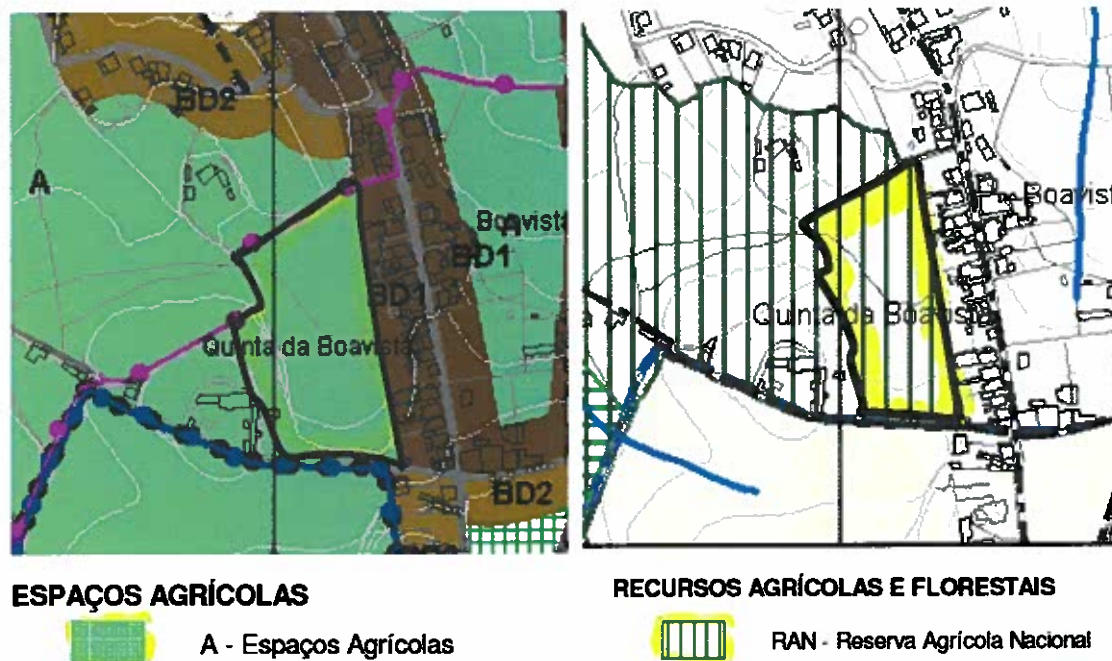 BD2
A
Boavista
A
BD1
BD1
Quinta da Boavista
BD2
Boavist
Quinta da Boavista
A
ESPAÇOS AGRÍCOLAS
A - Espaços Agrícolas
RECURSOS AGRÍCOLAS E FLORESTAIS
RAN - Reserva Agrícola Nacional